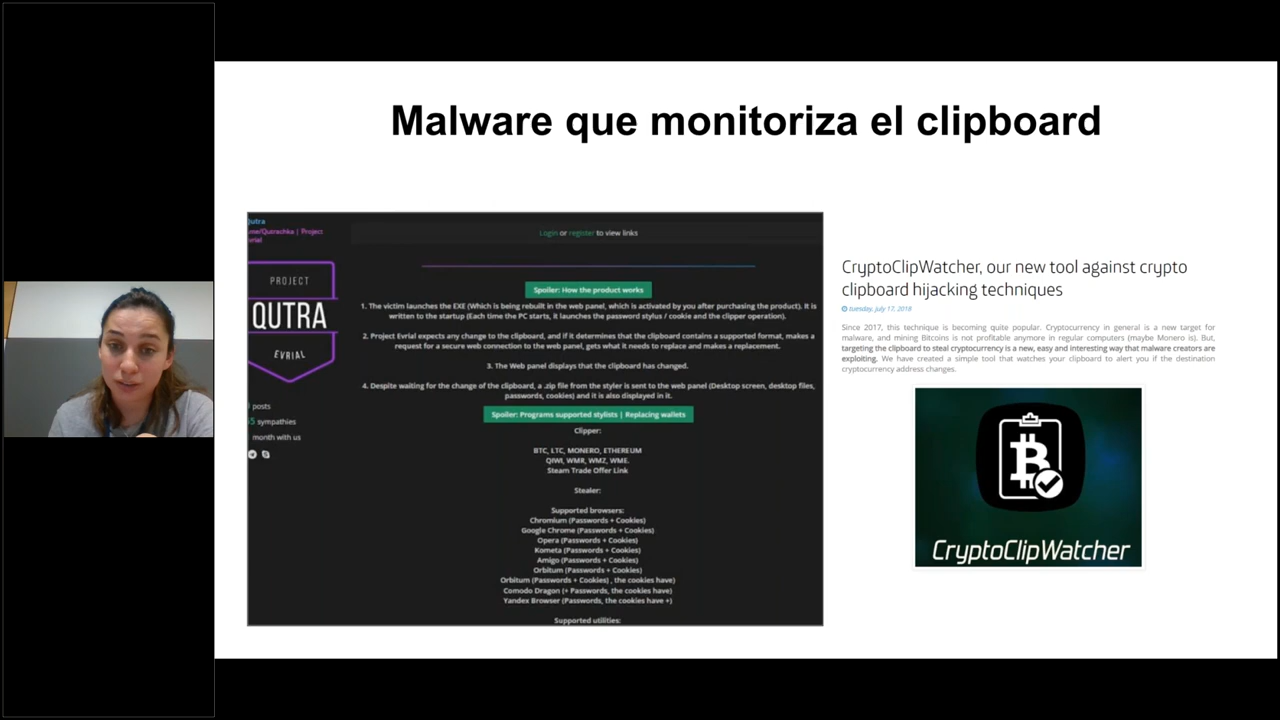 Malware que monitoriza el clipboard
Qutra
Project
Login or register to view links
PROJECT
QUTRA
EVRIAL
posts
sympathies
month with us
Spoiler: How the product works
1. The victim launches the EXE (Which is being rebuilt in the web panel, which is activated by you after purchasing the product). It is
written to the startup (Each time the PC starts, it launches the password stylus / cookie and the clipper operation).
2. Project Evrial expects any change to the clipboard, and if it determines that the clipboard contains a supported format, makes a
request for a secure web connection to the web panel, gets what it needs to replace and makes a replacement.
3. The Web panel displays that the clipboard has changed.
4. Despite waiting for the change of the clipboard, a .zip file from the styler is sent to the web panel (Desktop screen, desktop files,
passwords, cookies) and it is also displayed in it.
Spoiler: Programs supported stylists | Replacing wallets
Clipper:
BTC, LTC, MONERO, ETHEREUM
QIWI, WMR, WMZ, WME.
Steam Trade Offer Link
Stealer:
Supported browsers:
Chromium (Passwords + Cookies)
Google Chrome (Passwords + Cookies)
Opera (Passwords + Cookies)
Kometa (Passwords + Cookies)
Amigo (Passwords + Cookies)
Orbitum (Passwords + Cookies)
Orbitum (Passwords + Cookies) , the cookies have)
Comodo Dragon (+ Passwords, the cookies have)
Yandex Browser (Passwords, the cookies have +)
Supported utilities:
CryptoClipWatcher, our new tool against crypto
clipboard hijacking techniques
tuesday, july 17, 2018
Since 2017, this technique is becoming quite popular. Cryptocurrency in general is a new target for
malware, and mining Bitcoins is not profitable anymore in regular computers (maybe Monero is). But,
targeting the clipboard to steal cryptocurrency is a new, easy and interesting way that malware creators are
exploiting. We have created a simple tool that watches your clipboard to alert you if the destination
cryptocurrency address changes.
CryptoClipWatcher